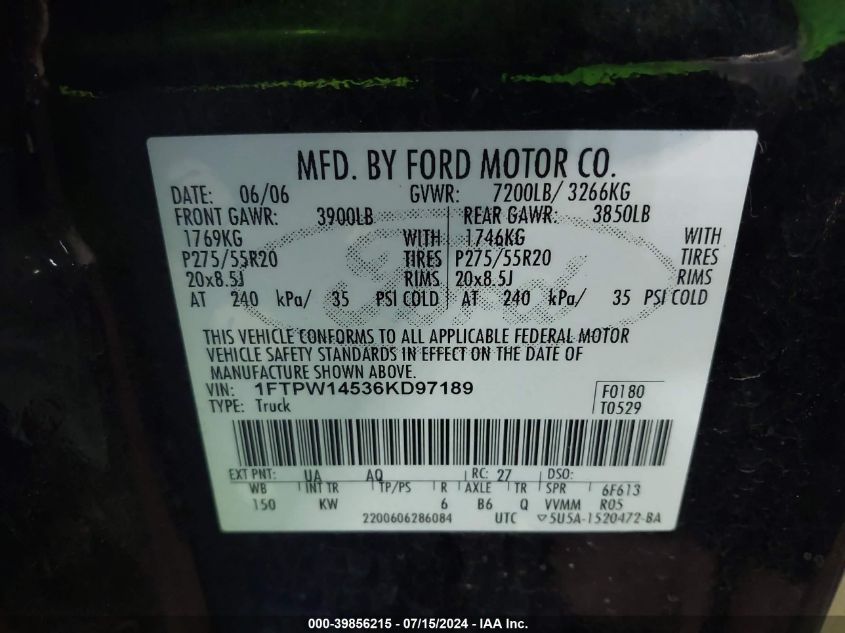 MFD. BY FORD MOTOR CO.
DATE: 06/06 GVWR: 7200LB/ 3266KG
FRONT GAWR: 3900LB REAR GAWR: 3850LB
1769KG WITH 1746KG WITH
P275/55R20 TIRES P275/55R20 TIRES
20x8.5J RIMS 20x8.5J RIMS
AT 240 kPa/ 35 PSI COLD AT 240 kPa/ 35 PSI COLD
Ford
THIS VEHICLE CONFORMS TO ALL APPLICABLE FEDERAL MOTOR
VEHICLE SAFETY STANDARDS IN EFFECT ON THE DATE OF
MANUFACTURE SHOWN ABOVE.
VIN: 1FTPW14536KD97189 F0180
TYPE: Truck T0529
EXT PNT: UA AQ RC: 27 DSO:
WB INT TR TP/PS R AXLE TR SPR 6F613
150 KW 6 B6 Q VVMM R05
2200606286084 UTC ▽5U5A-1520472-BA
000-39856215 - 07/15/2024 - IAA Inc.